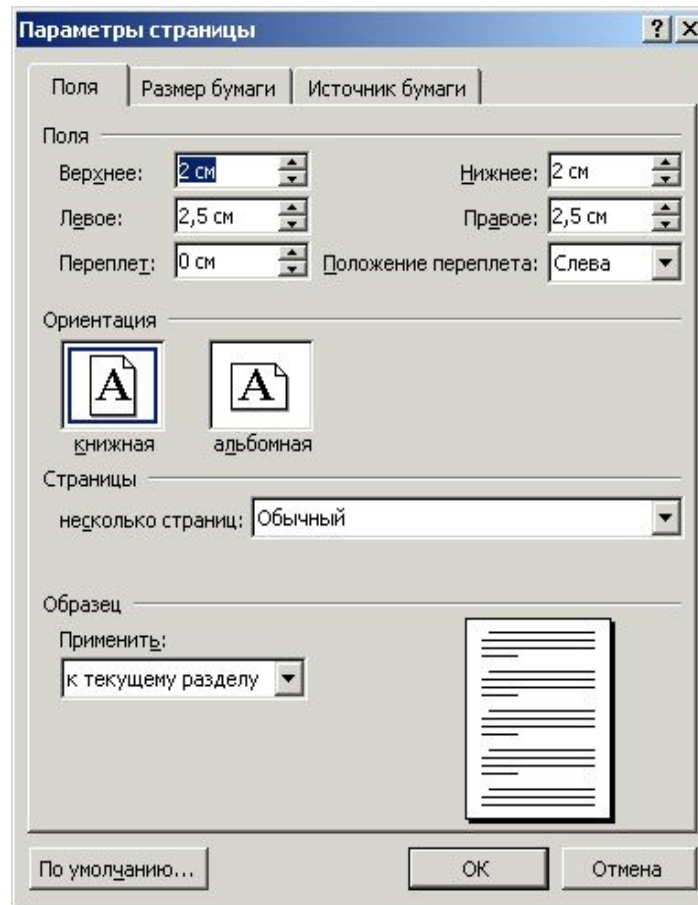 Параметры страницы
Поля Размер бумаги Источник бумаги
Поля
Верхнее: 2 см Нижнее: 2 см
Левое: 2,5 см Правое: 2,5 см
Переплет: 0 см Положение переплета: Слева
Ориентация
A A
книжная альбомная
Страницы
несколько страниц: Обычный
Образец
Применить:
к текущему разделу
По умолчанию... ОК Отмена